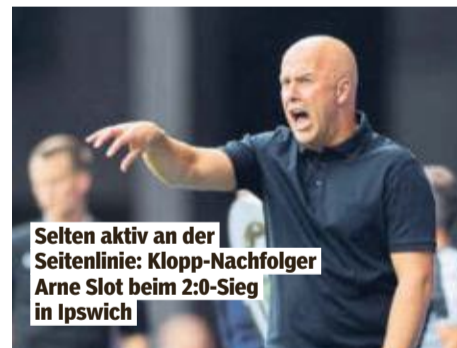 Selten aktiv an der
Seitenlinie: Klopp-Nachfolger
Arne Slot beim 2:0-Sieg
in Ipswich